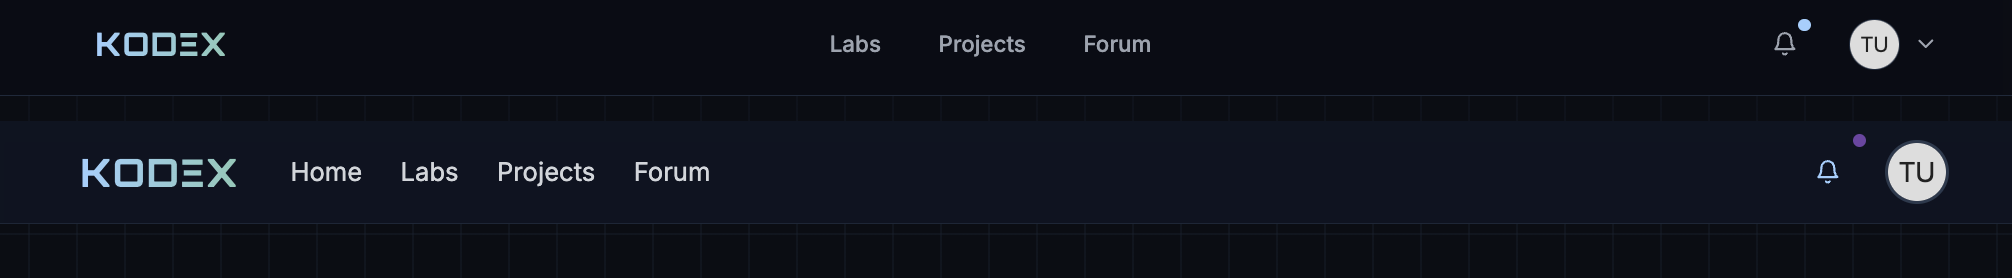 KODEX Labs Projects Forum TU
KODEX Home Labs Projects Forum TU